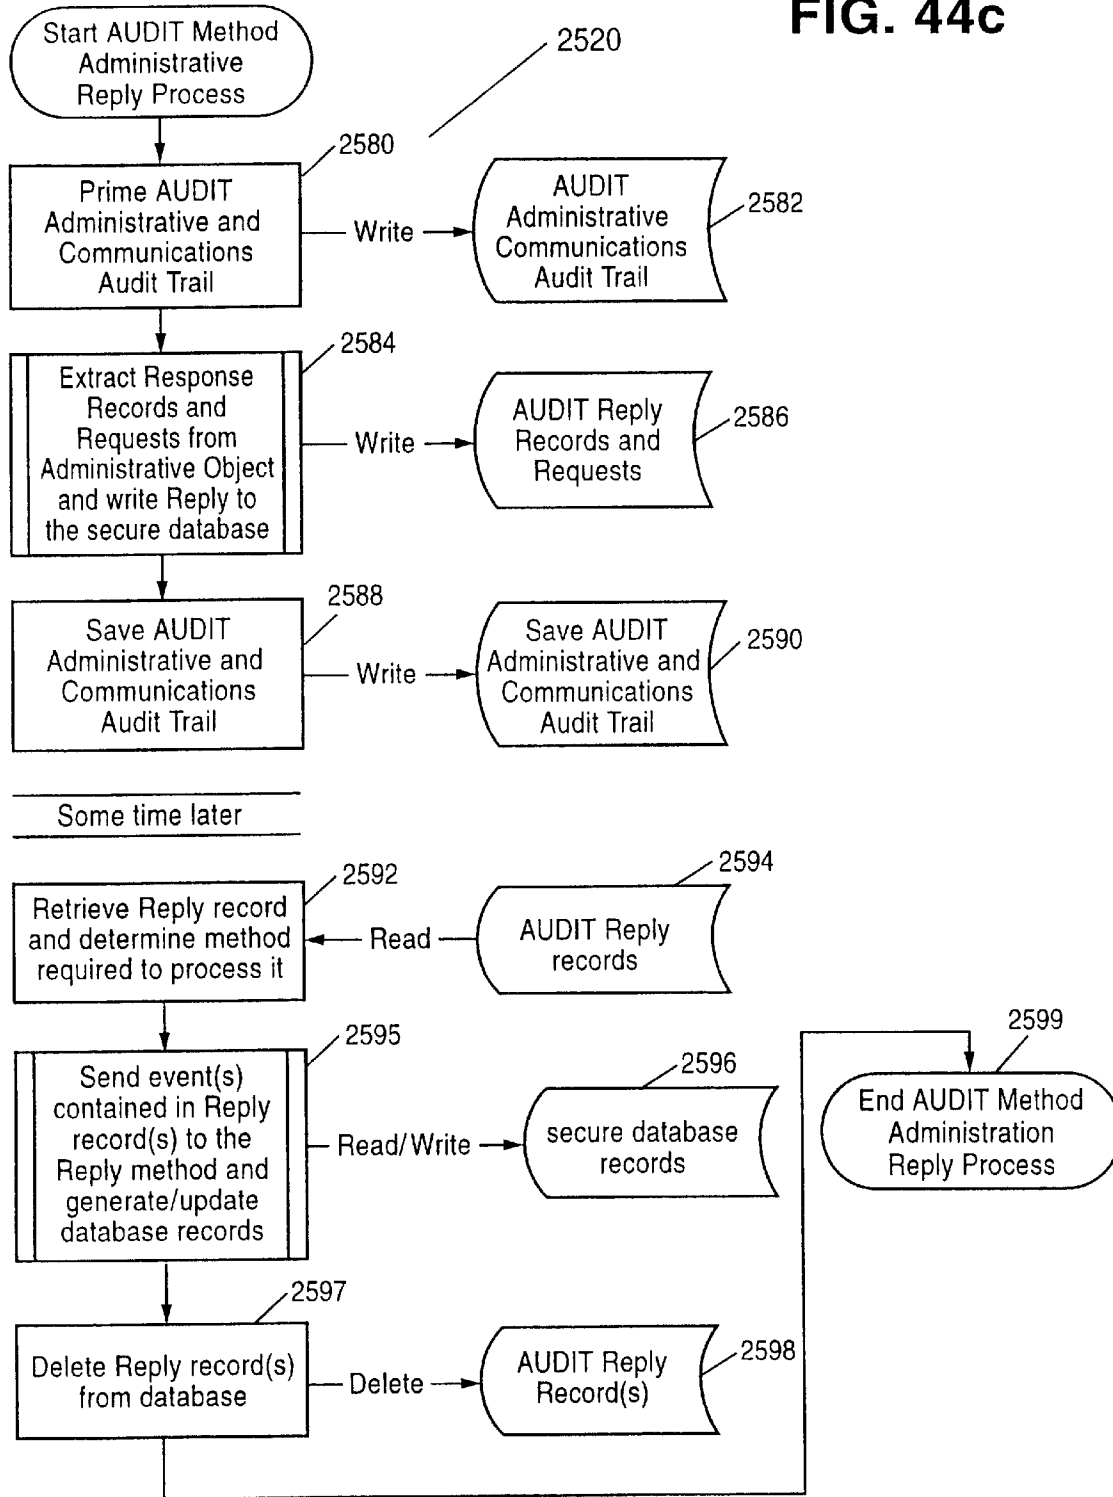 FIG. 44c
Start AUDIT Method
Administrative
Reply Process
2520
2580
Prime AUDIT
Administrative and
Communications
Audit Trail
Write
AUDIT
Administrative
Communications
Audit Trail
2582
2584
Extract Response
Records and
Requests from
Administrative Object
and write Reply to
the secure database
Write
AUDIT Reply
Records and
Requests
2586
2588
Save AUDIT
Administrative and
Communications
Audit Trail
Write
Save AUDIT
Administrative and
Communications
Audit Trail
2590
Some time later
2592
Retrieve Reply record
and determine method
required to process it
Read
AUDIT Reply
records
2594
2595
Send event(s)
contained in Reply
record(s) to the
Reply method and
generate/update
database records
Read/Write
secure database
records
2596
2597
Delete Reply record(s)
from database
Delete
AUDIT Reply
Record(s)
2598
2599
End AUDIT Method
Administration
Reply Process